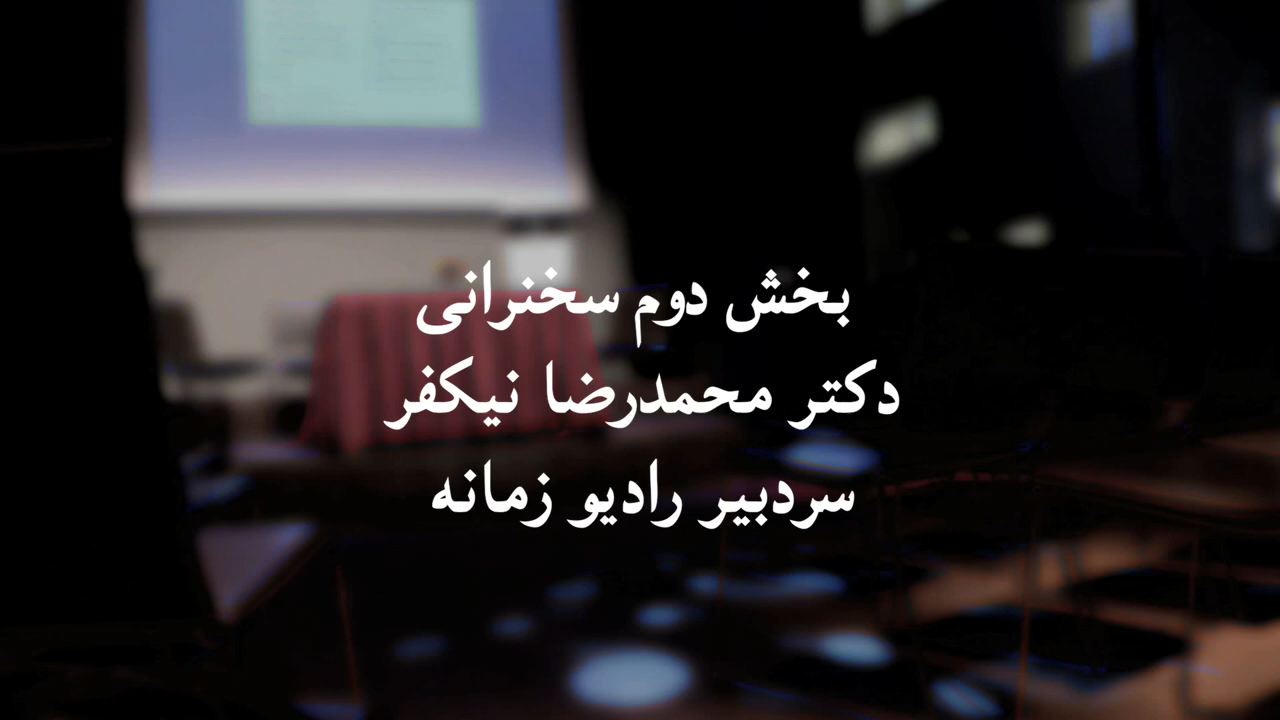 بخش دوم سخنرانی
دکتر محمدرضا نیکفر
سردبیر رادیو زمانه